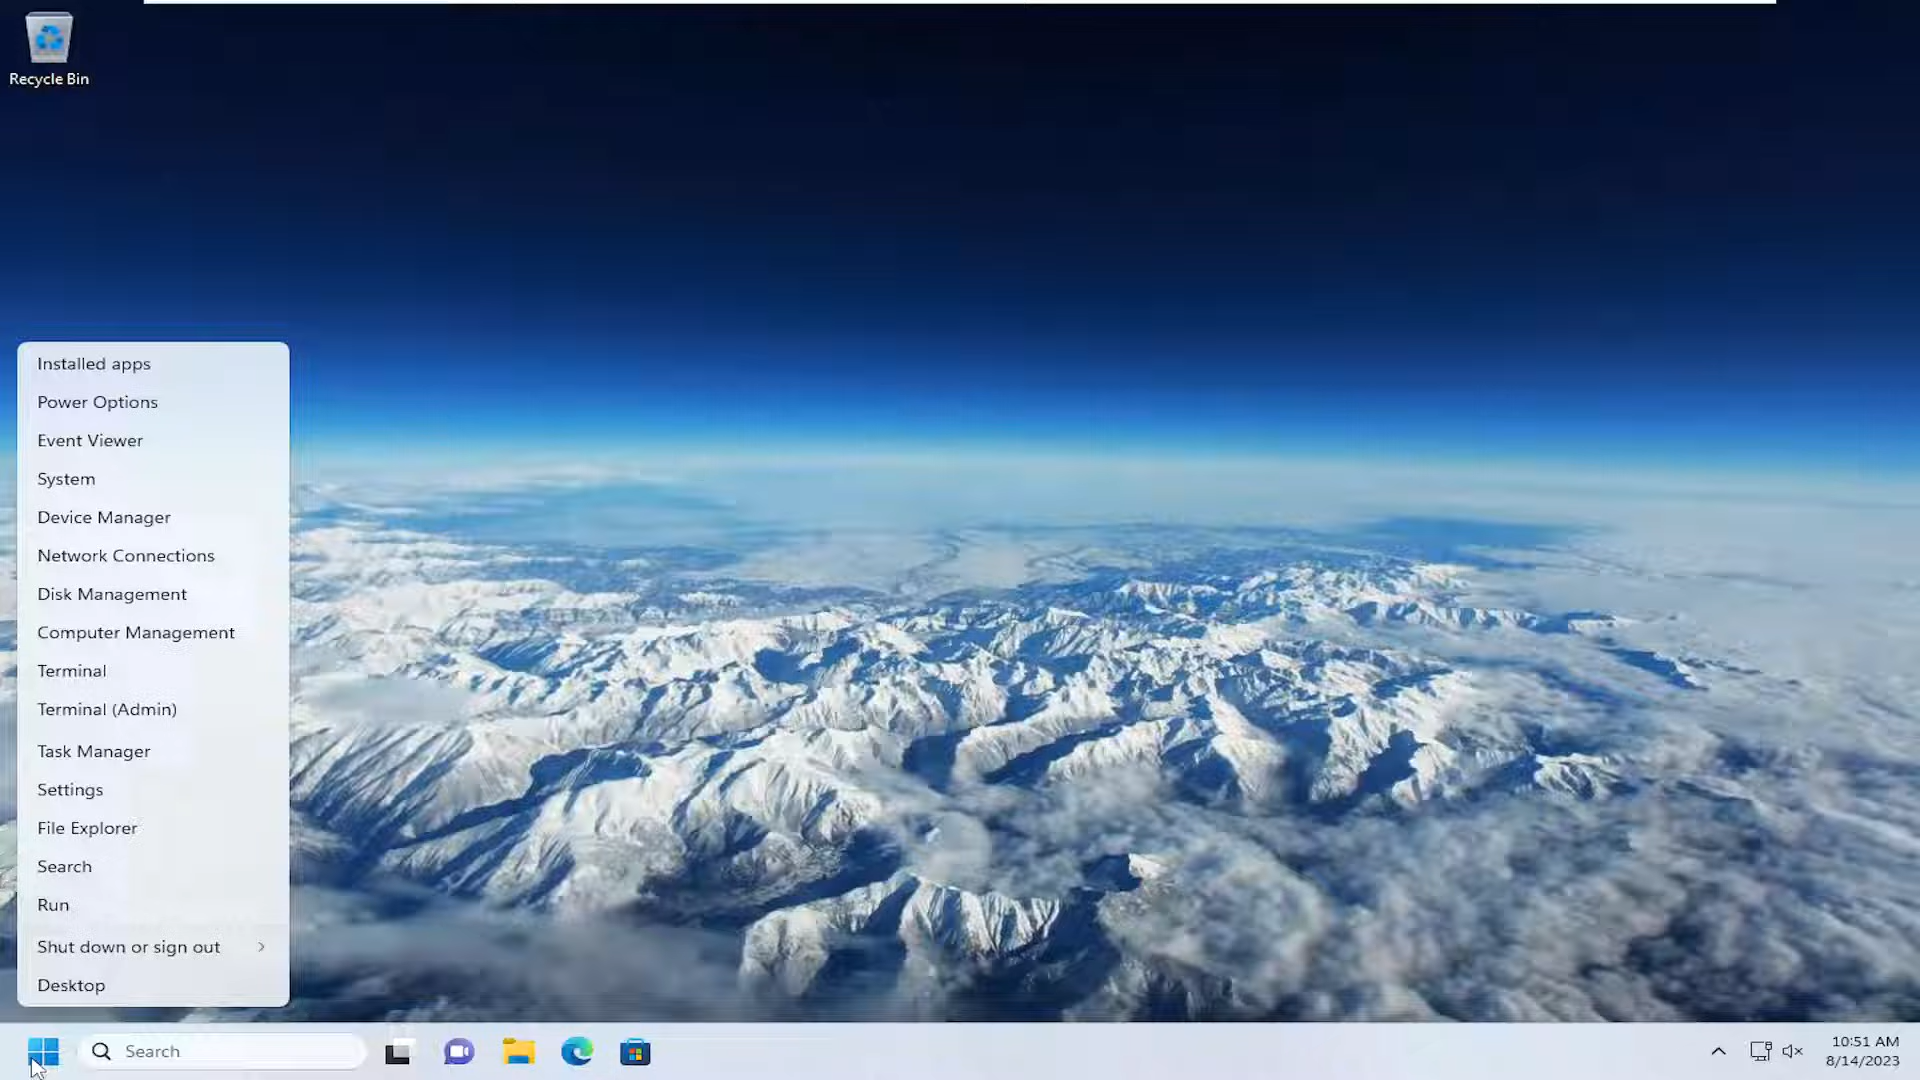 Recycle Bin
Installed apps
Power Options
Event Viewer
System
Device Manager
Network Connections
Disk Management
Computer Management
Terminal
Terminal (Admin)
Task Manager
Settings
File Explorer
Search
Run
Shut down or sign out
Desktop
Search
10:51 AM
8/14/2023